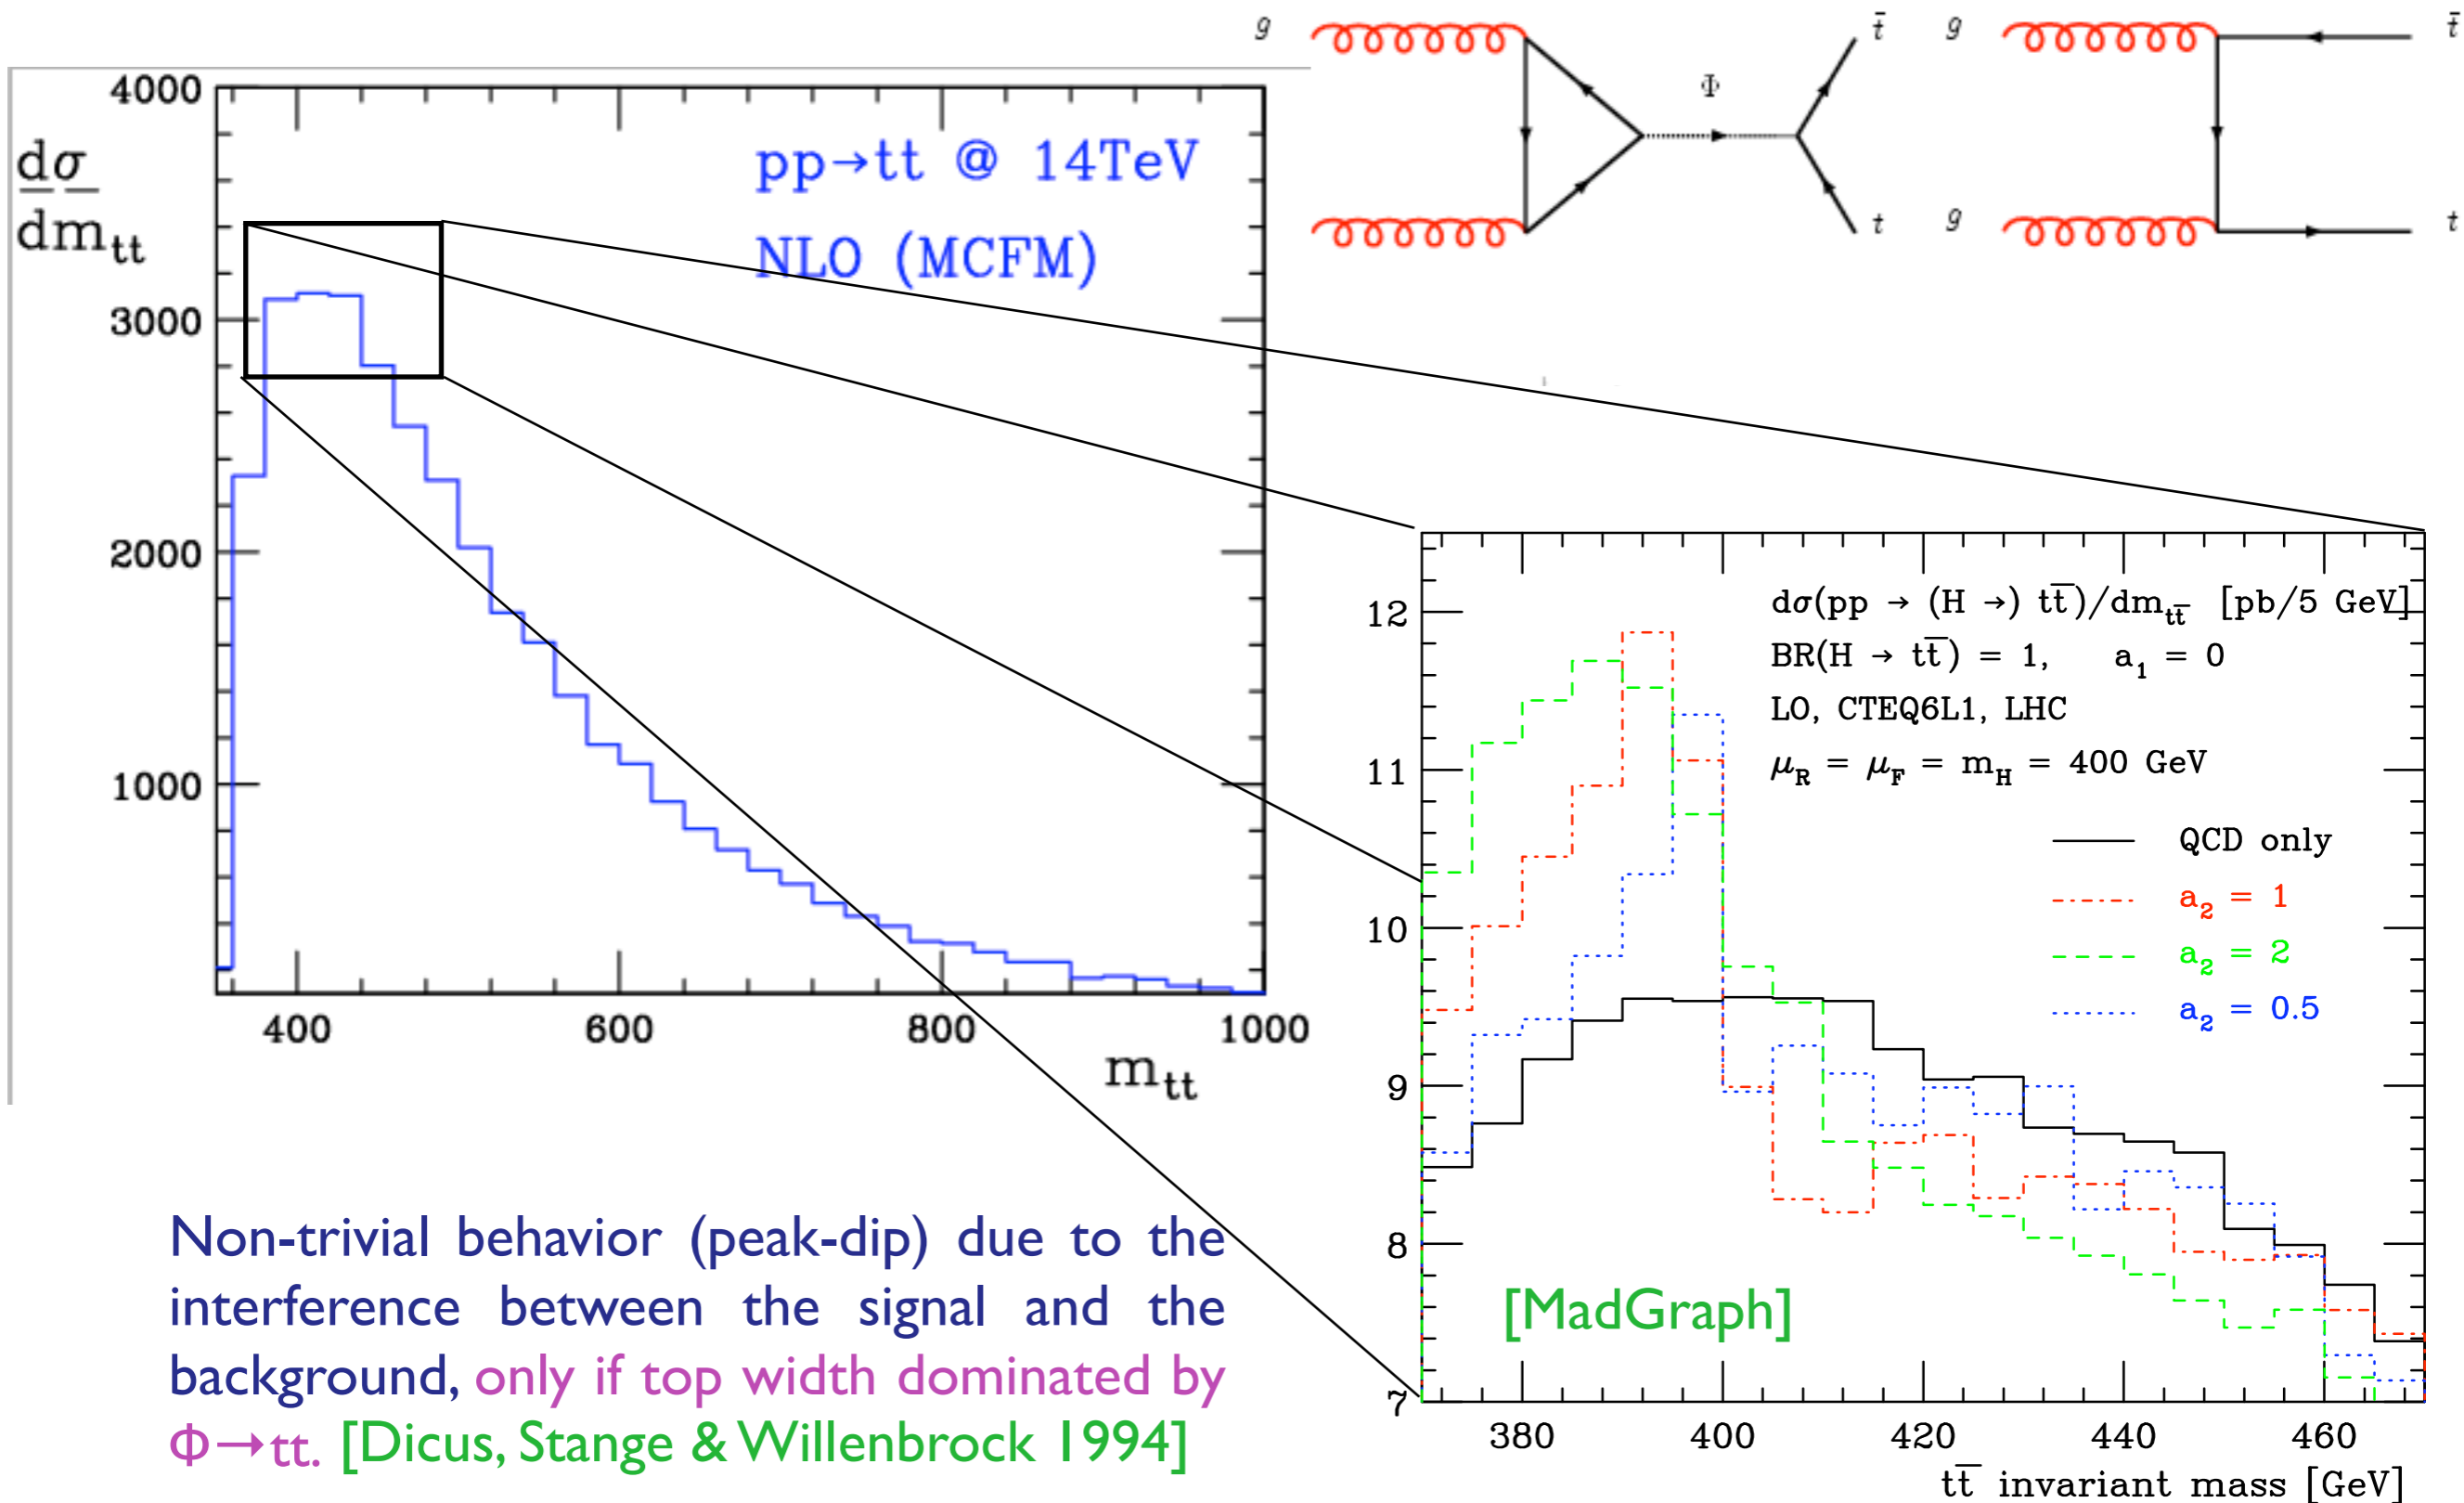 g
Φ
t̄
t
g
g
t̄
t
4000
3000
2000
1000
dσ
dm_tt
pp→tt @ 14TeV
NLO (MCFM)
400
600
800
1000
m_tt
12
11
10
9
8
7
dσ(pp → (H →) tt̄)/dm_tt̄ [pb/5 GeV]
BR(H → tt̄) = 1, a₁ = 0
LO, CTEQ6L1, LHC
μ_R = μ_F = m_H = 400 GeV
QCD only
a₂ = 1
a₂ = 2
a₂ = 0.5
[MadGraph]
380
400
420
440
460
tt̄ invariant mass [GeV]
Non-trivial behavior (peak-dip) due to the
interference between the signal and the
background, only if top width dominated by
Φ→tt. [Dicus, Stange & Willenbrock 1994]